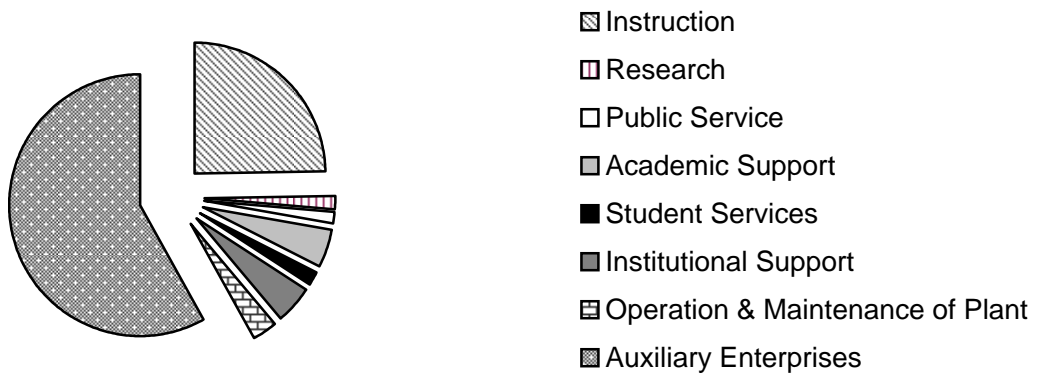 Instruction
Research
Public Service
Academic Support
Student Services
Institutional Support
Operation & Maintenance of Plant
Auxiliary Enterprises